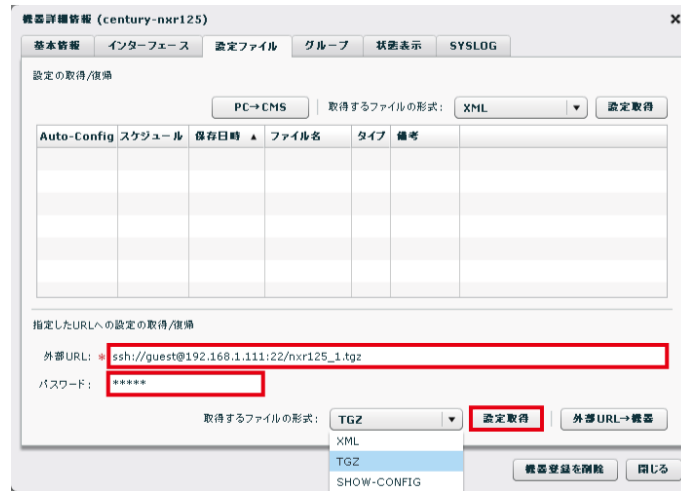 機器詳細情報 (century-nxr125)
基本情報 インターフェース 設定ファイル グループ 状態表示 SYSLOG
設定の取得/復帰
PC→CMS 取得するファイルの形式: XML 設定取得
Auto-Config スケジュール 保存日時 ▲ ファイル名 タイプ 備考
指定したURLへの設定の取得/復帰
外部URL: * ssh://guest@192.168.1.111:22/nxr125_1.tgz
パスワード: *****
取得するファイルの形式: TGZ 設定取得 外部URL→機器
XML
TGZ
SHOW-CONFIG
機器登録を削除 閉じる